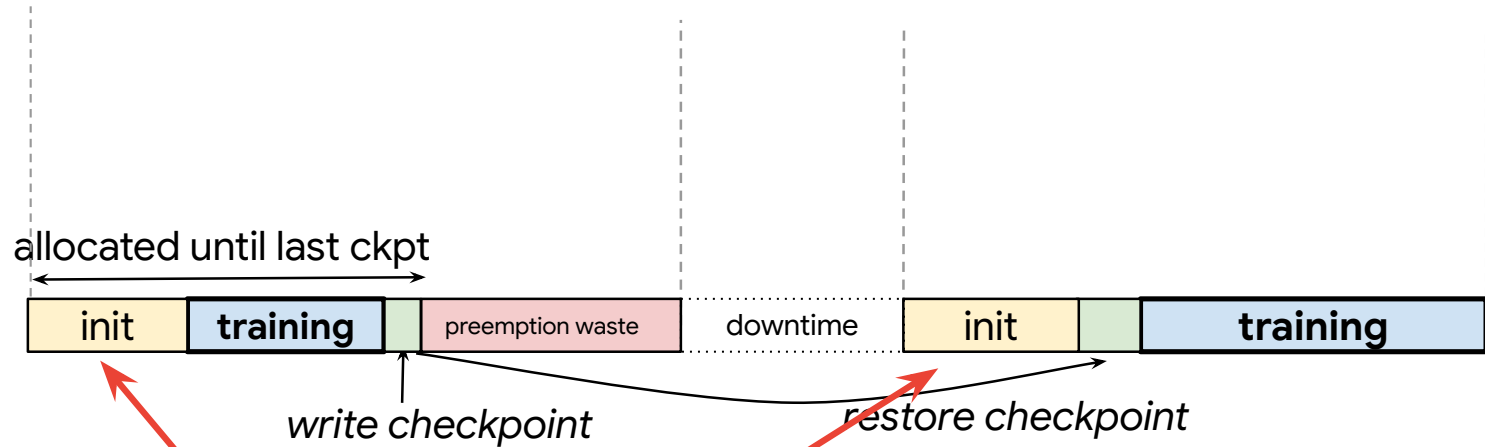 allocated until last ckpt
init training preemption waste downtime init training
write checkpoint restore checkpoint